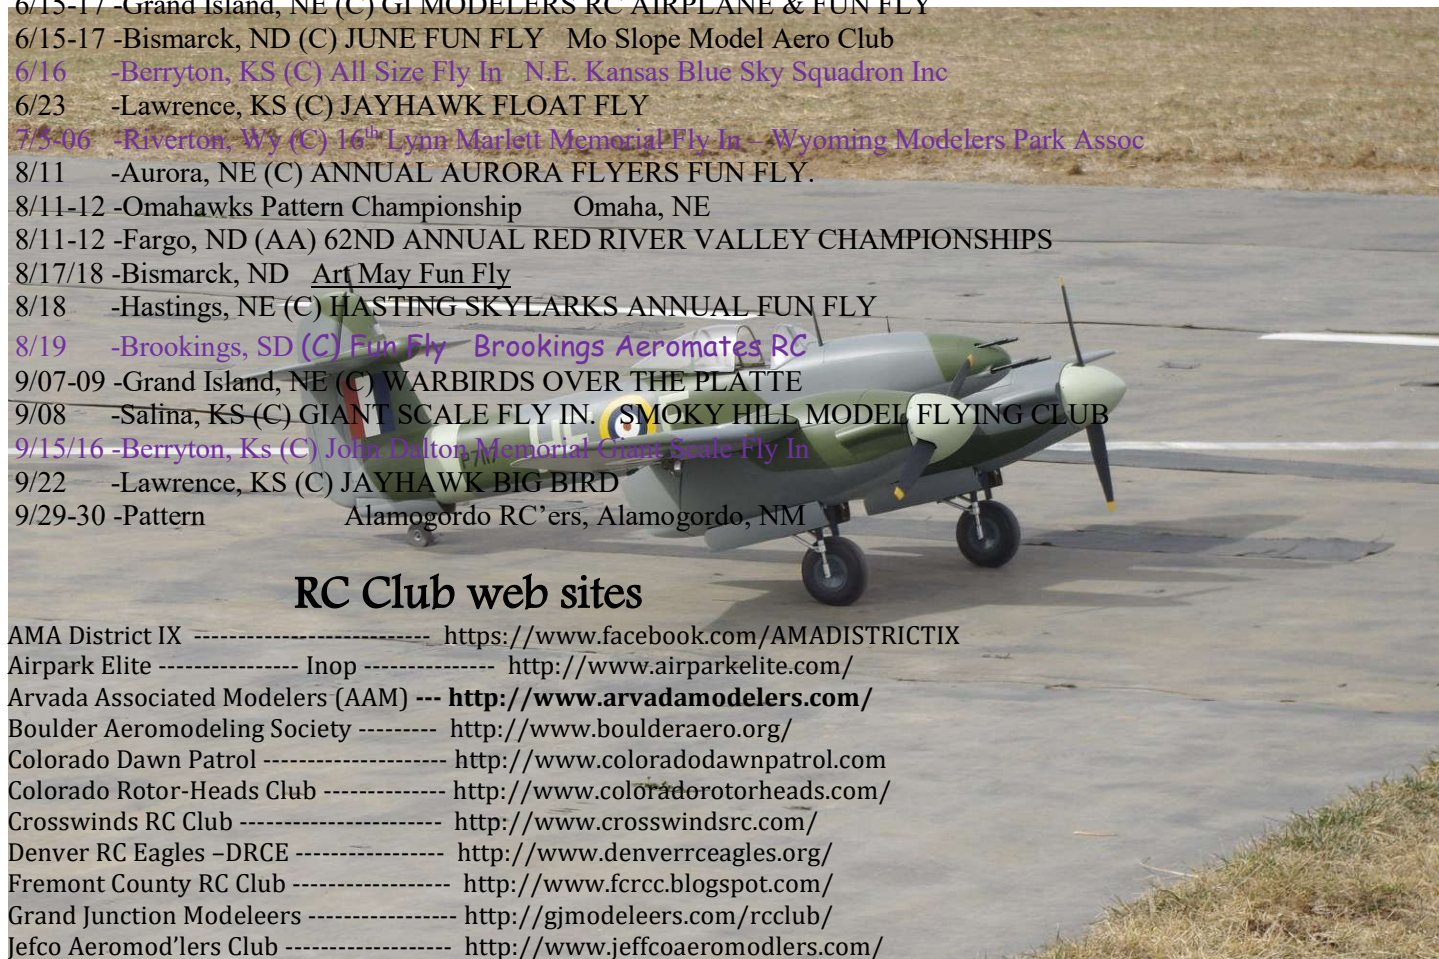 6/15-17 -Grand Island, NE (C) GI MODELERS RC AIRPLANE & FUN FLY
6/15-17 -Bismarck, ND (C) JUNE FUN FLY Mo Slope Model Aero Club
6/16 -Berryton, KS (C) All Size Fly In N.E. Kansas Blue Sky Squadron Inc
6/23 -Lawrence, KS (C) JAYHAWK FLOAT FLY
7/5-06 -Riverton, Wy (C) 16th Lynn Marlett Memorial Fly In – Wyoming Modelers Park Assoc
8/11 -Aurora, NE (C) ANNUAL AURORA FLYERS FUN FLY.
8/11-12 -Omahawks Pattern Championship Omaha, NE
8/11-12 -Fargo, ND (AA) 62ND ANNUAL RED RIVER VALLEY CHAMPIONSHIPS
8/17/18 -Bismarck, ND Art May Fun Fly
8/18 -Hastings, NE (C) HASTING SKYLARKS ANNUAL FUN FLY
8/19 -Brookings, SD (C) Fun Fly Brookings Aeromates RC
9/07-09 -Grand Island, NE (C) WARBIRDS OVER THE PLATTE
9/08 -Salina, KS (C) GIANT SCALE FLY IN. SMOKY HILL MODEL FLYING CLUB
9/15/16 -Berryton, Ks (C) John Dalton Memorial Giant Scale Fly In
9/22 -Lawrence, KS (C) JAYHAWK BIG BIRD
9/29-30 -Pattern Alamogordo RC’ers, Alamogordo, NM
RC Club web sites
AMA District IX --------------------------- https://www.facebook.com/AMADISTRICTIX
Airpark Elite ---------------- Inop --------------- http://www.airparkelite.com/
Arvada Associated Modelers (AAM) --- http://www.arvadamodelers.com/
Boulder Aeromodeling Society --------- http://www.boulderaero.org/
Colorado Dawn Patrol --------------------- http://www.coloradodawnpatrol.com
Colorado Rotor-Heads Club -------------- http://www.coloradorotorheads.com/
Crosswinds RC Club ----------------------- http://www.crosswindsrc.com/
Denver RC Eagles –DRCE ----------------- http://www.denverrceagles.org/
Fremont County RC Club ------------------ http://www.fcrcc.blogspot.com/
Grand Junction Modeleers ----------------- http://gjmodeleers.com/rcclub/
Jefco Aeromod’lers Club ------------------- http://www.jeffcoaeromodlers.com/